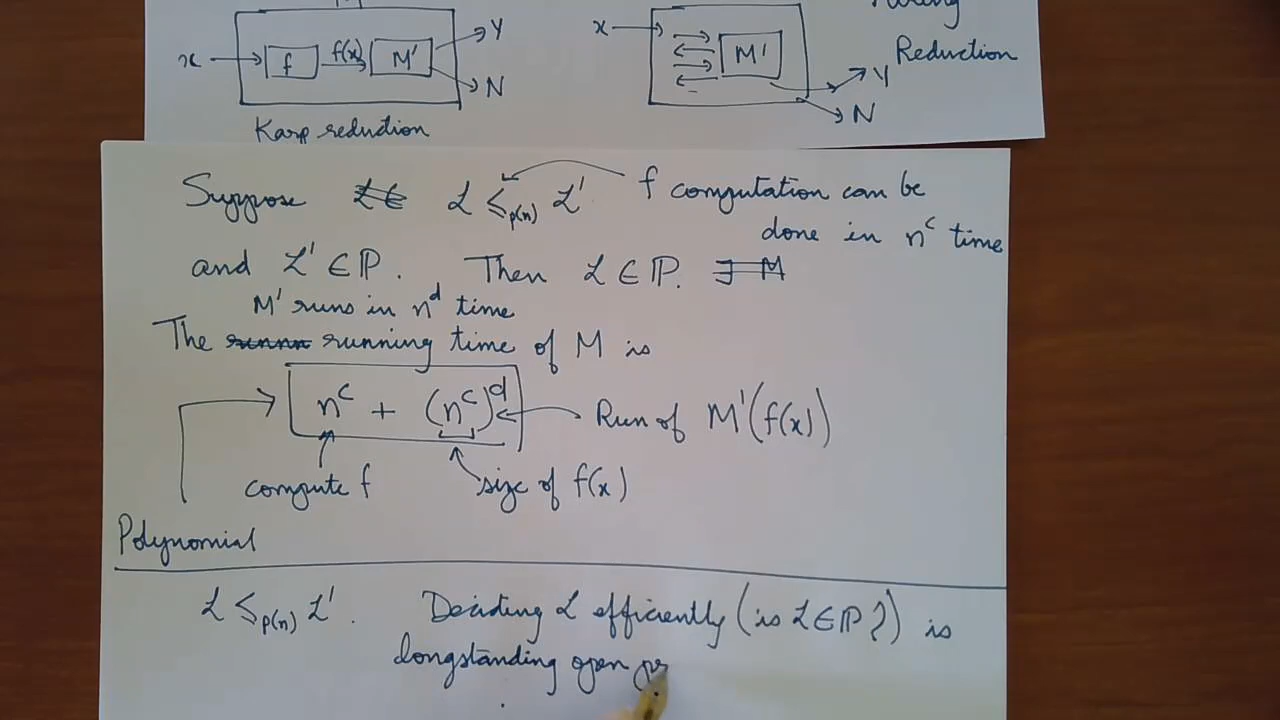 x f f(x) M' Y N
Karp reduction
x M' Y N
Reduction
Suppose L ≤p(n) L' f computation can be
done in n^c time
and L' ∈ P. Then L ∈ P. ∃ M
M' runs in n^d time
The running time of M is
n^c + (n^c)^d Run of M'(f(x))
compute f size of f(x)
Polynomial
L ≤p(n) L'. Deciding L efficiently (is L ∈ P?) is
longstanding open pr